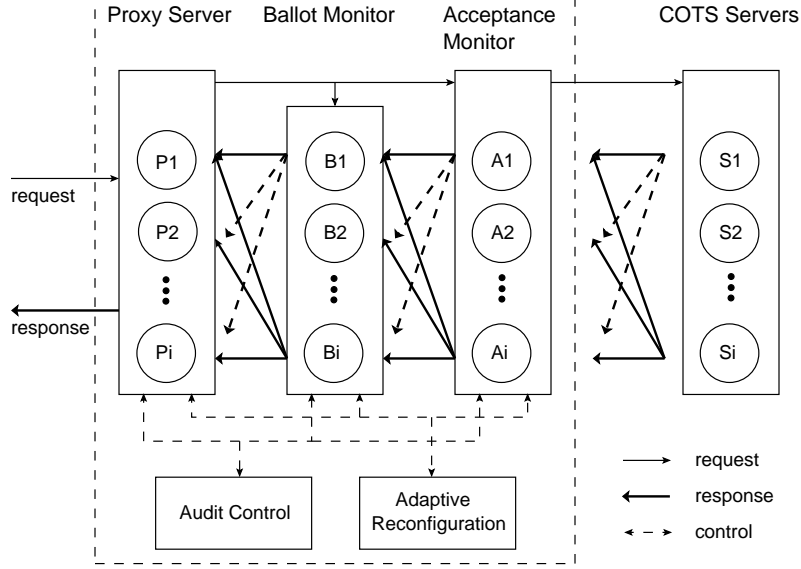 Proxy Server
Ballot Monitor
Acceptance
Monitor
COTS Servers
P1
B1
A1
S1
request
P2
B2
A2
S2
response
Pi
Bi
Ai
Si
Audit Control
Adaptive
Reconfiguration
request
response
control